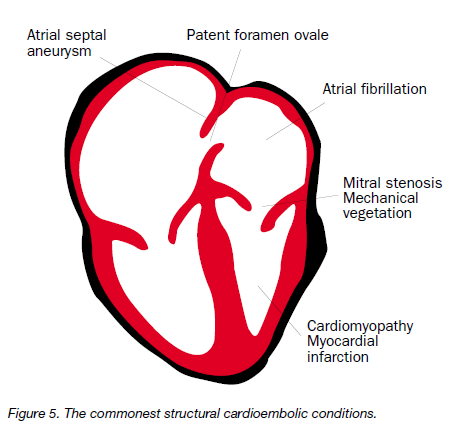 Atrial septal
aneurysm
Patent foramen ovale
Atrial fibrillation
Mitral stenosis
Mechanical
vegetation
Cardiomyopathy
Myocardial
infarction
Figure 5. The commonest structural cardioembolic conditions.